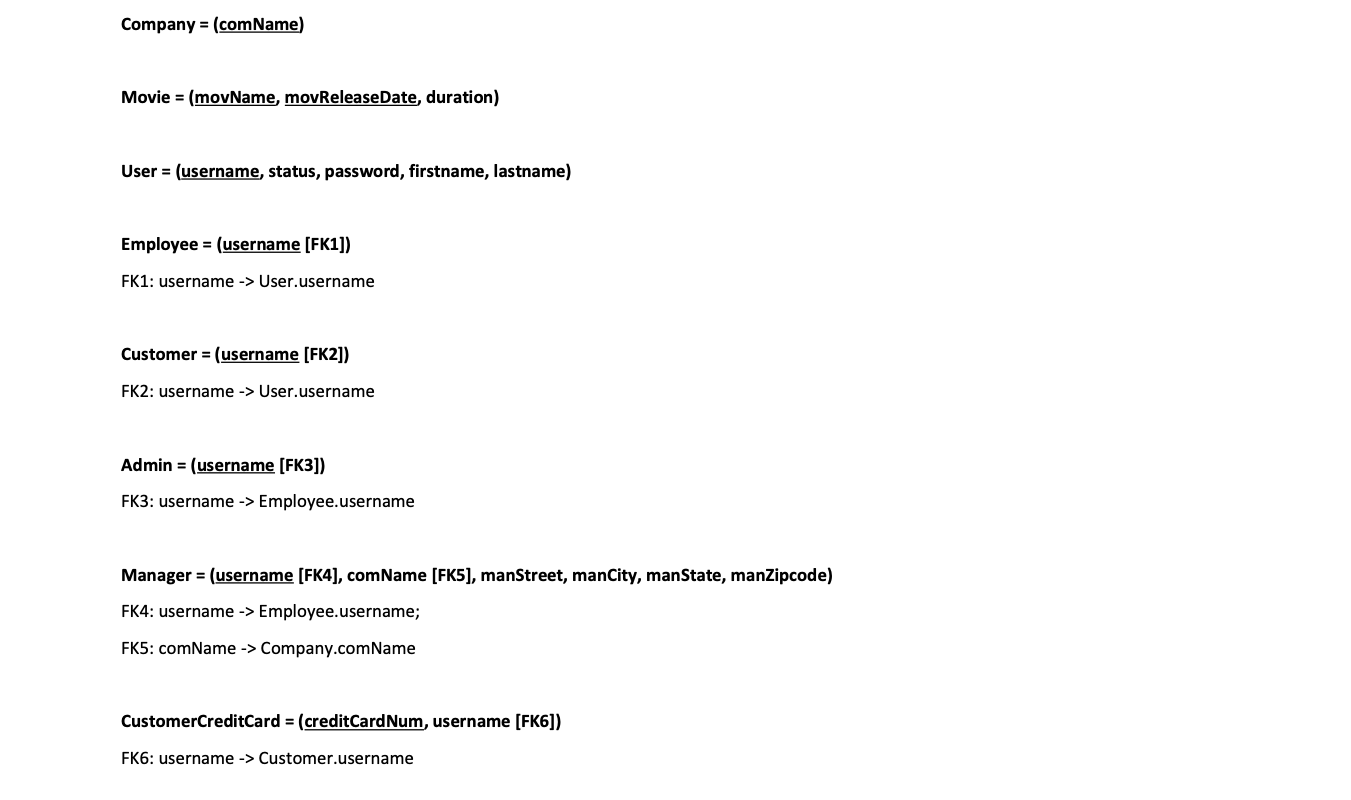 Company = (comName)
Movie = (movName, movReleaseDate, duration)
User = (username, status, password, firstname, lastname)
Employee = (username [FK1])
FK1: username -> User.username
Customer = (username [FK2])
FK2: username -> User.username
Admin = (username [FK3])
FK3: username -> Employee.username
Manager = (username [FK4], comName [FK5], manStreet, manCity, manState, manZipcode)
FK4: username -> Employee.username;
FK5: comName -> Company.comName
CustomerCreditCard = (creditCardNum, username [FK6])
FK6: username -> Customer.username